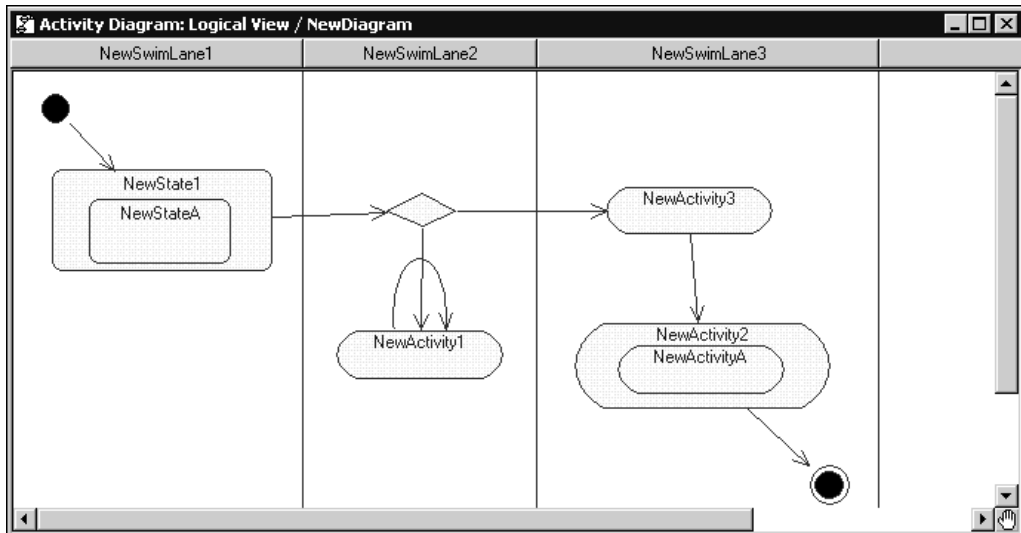 Activity Diagram: Logical View / NewDiagram
NewSwimLane1 NewSwimLane2 NewSwimLane3
NewState1
NewStateA
NewActivity3
NewActivity1
NewActivity2
NewActivityA